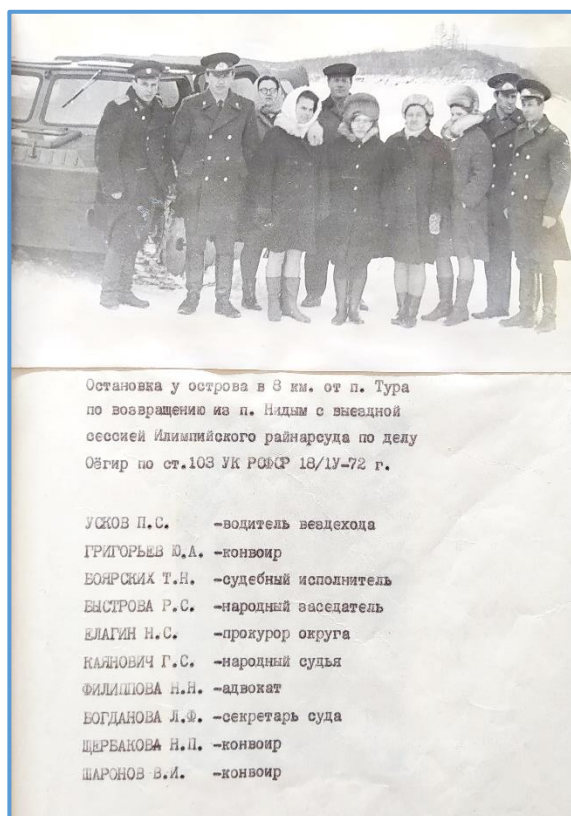 Остановка у острова в 8 км. от п. Тура
по возвращению из п. Нидым с выездной
сессией Илимпийского райнарсуда по делу
Оёгир по ст.103 УК РСФСР 18/1У-72 г.
УСКОВ П.С. -водитель вездехода
ГРИГОРЬЕВ Ю.А. -конвоир
БОЯРСКИХ Т.Н. -судебный исполнитель
БЫСТРОВА Р.С. -народный заседатель
ЕЛАГИН Н.С. -прокурор округа
КАЯНОВИЧ Г.С. -народный судья
ФИЛИППОВА Н.Н. -адвокат
БОГДАНОВА Л.Ф. -секретарь суда
ЩЕРБАКОВА Н.П. -конвоир
ШАРОНОВ В.И. -конвоир